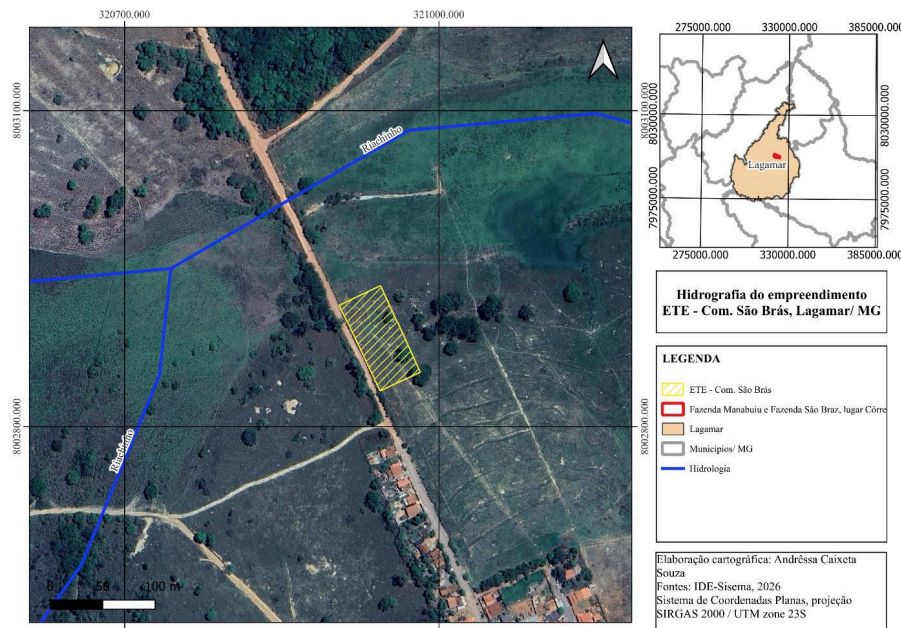 320700.000
321000.000
8003100.000
8002800.000
Riachinho
Riachinho
0 50 100 m
275000.000
330000.000
385000.000
8030000.000
8030000.000
7975000.000
7975000.000
Lagamar
275000.000
330000.000
385000.000
8003100.000
8002800.000
Hidrografia do empreendimento
ETE - Com. São Brás, Lagamar/ MG
LEGENDA
ETE - Com. São Brás
Fazenda Manabuiu e Fazenda São Braz, lugar Córre
Lagamar
Municípios/ MG
Hidrologia
Elaboração cartográfica: Andrêssa Caixeta
Souza
Fontes: IDE-Sisema, 2026
Sistema de Coordenadas Planas, projeção
SIRGAS 2000 / UTM zone 23S